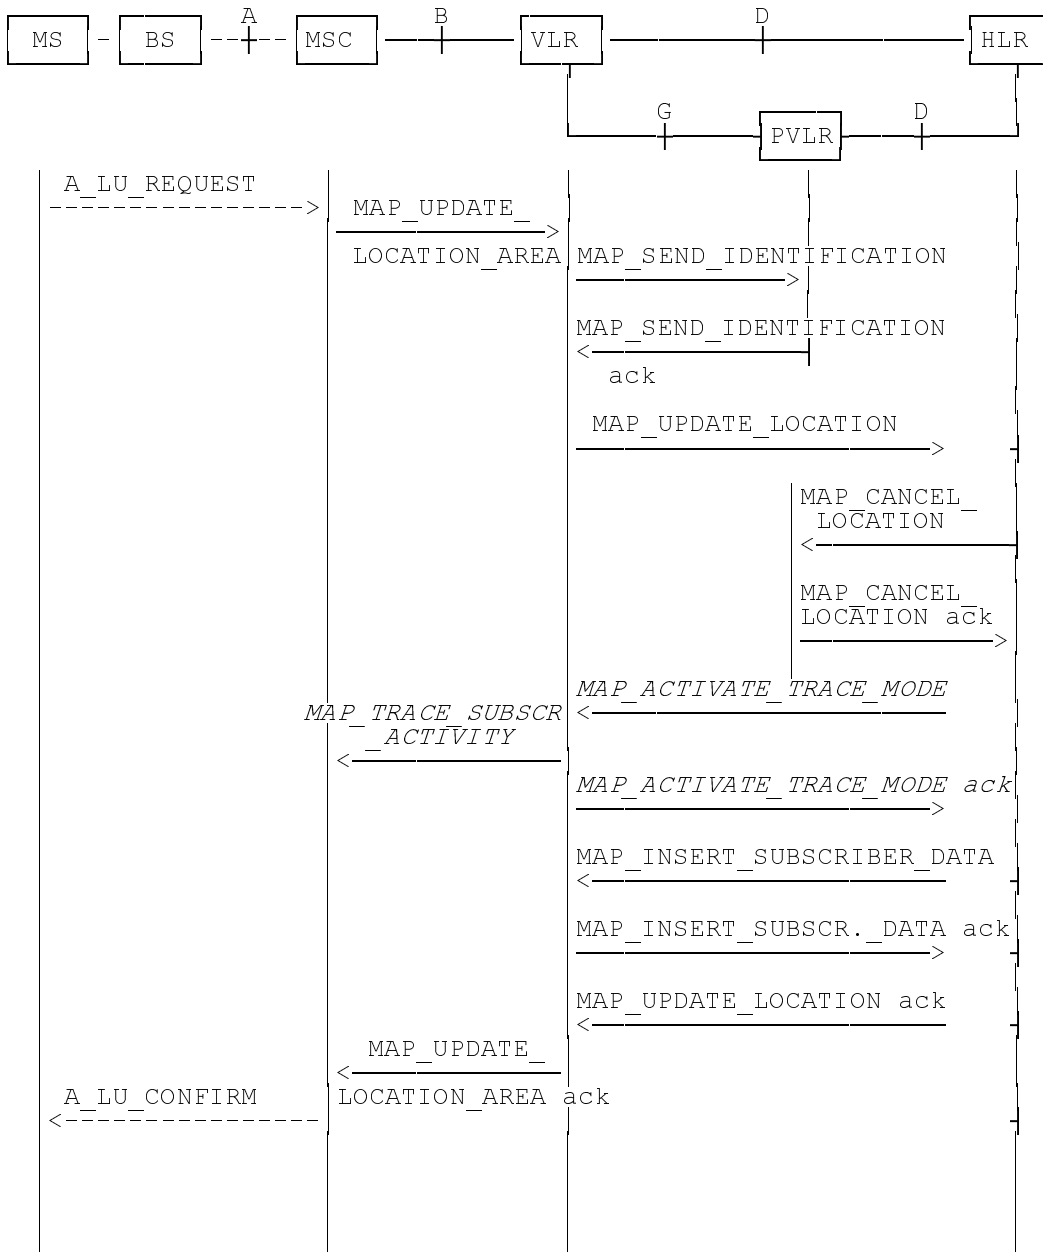 A B D
MS BS MSC VLR HLR
G D
PVLR
A_LU_REQUEST
MAP_UPDATE_
LOCATION_AREA MAP_SEND_IDENTIFICATION
MAP_SEND_IDENTIFICATION
ack
MAP_UPDATE_LOCATION
MAP_CANCEL_
LOCATION
MAP_CANCEL_
LOCATION ack
MAP_ACTIVATE_TRACE_MODE
MAP_TRACE_SUBSCR
_ACTIVITY
MAP_ACTIVATE_TRACE_MODE ack
MAP_INSERT_SUBSCRIBER_DATA
MAP_INSERT_SUBSCR._DATA ack
MAP_UPDATE_LOCATION ack
MAP_UPDATE_
A_LU_CONFIRM LOCATION_AREA ack